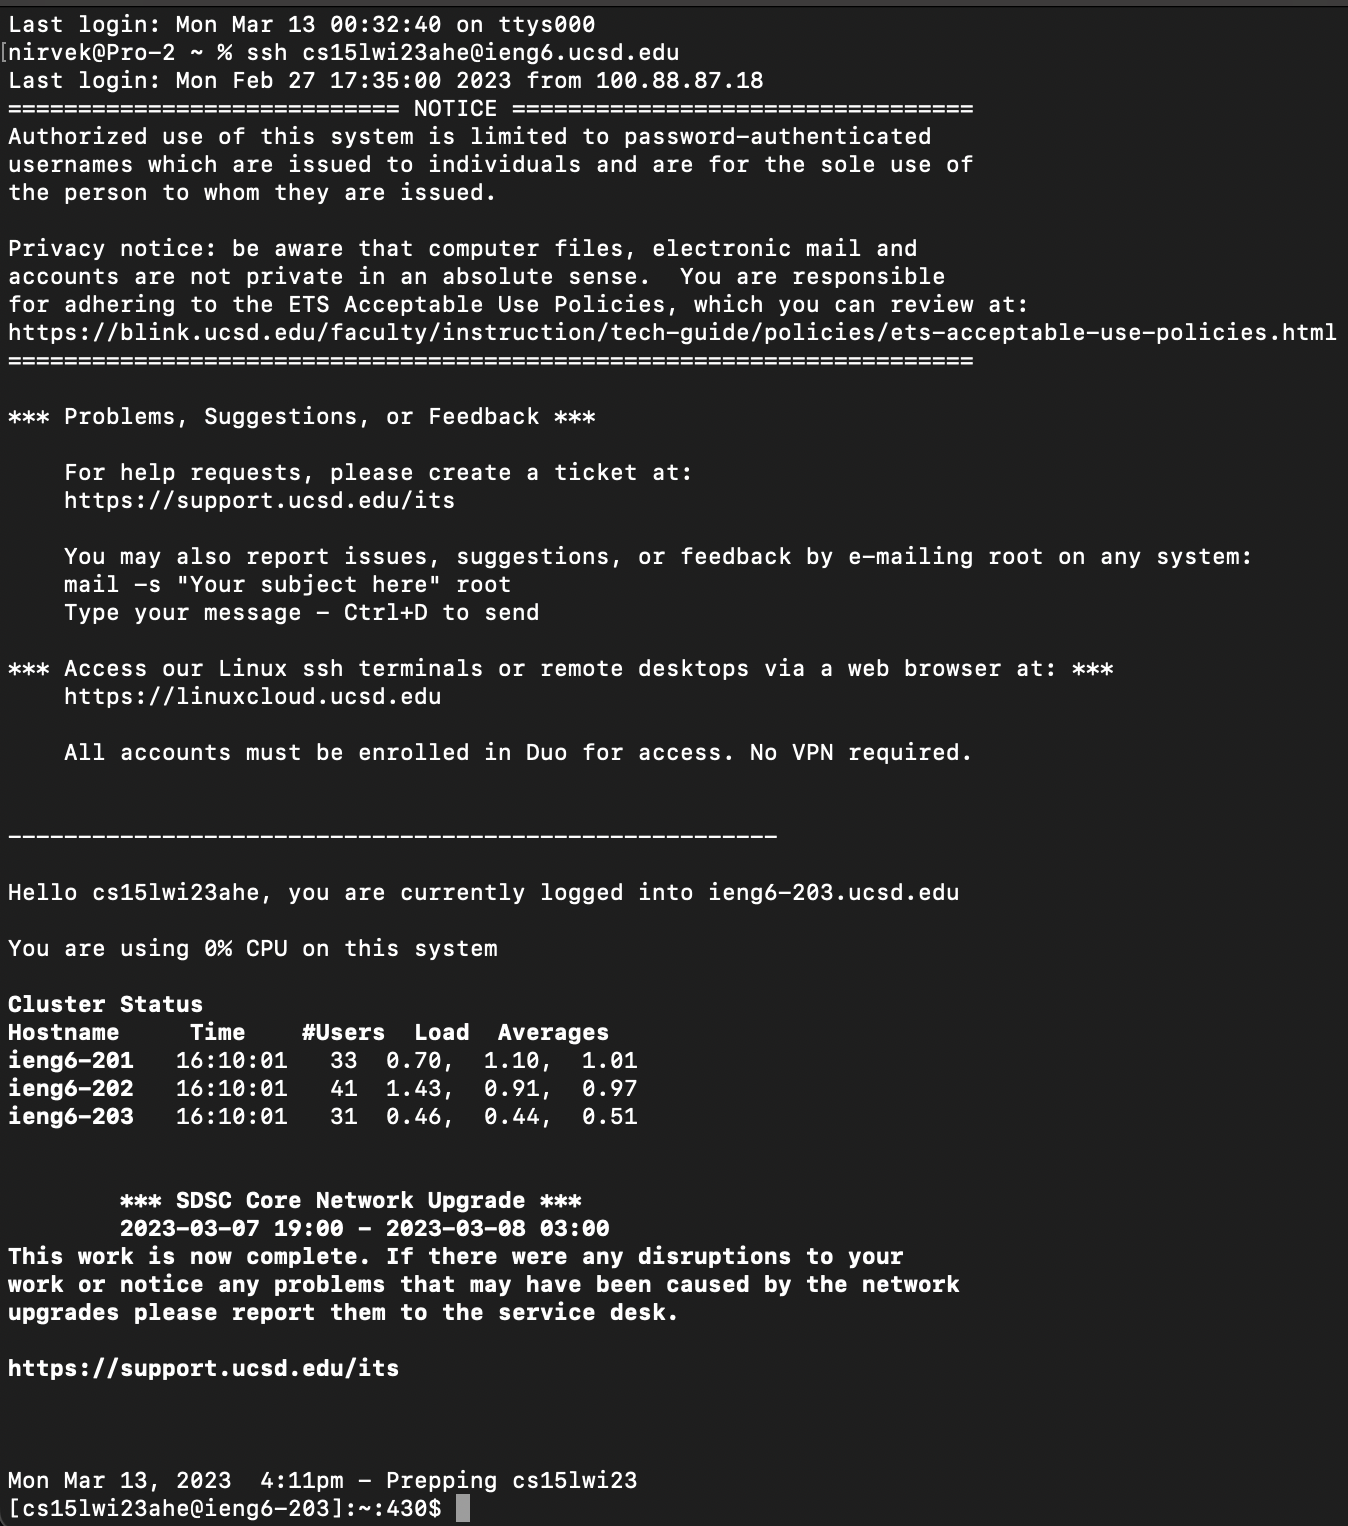 Last login: Mon Mar 13 00:32:40 on ttys000
[nirvek@Pro-2 ~ % ssh cs15lwi23ahe@ieng6.ucsd.edu
Last login: Mon Feb 27 17:35:00 2023 from 100.88.87.18
============================ NOTICE =================================
Authorized use of this system is limited to password-authenticated
usernames which are issued to individuals and are for the sole use of
the person to whom they are issued.

Privacy notice: be aware that computer files, electronic mail and
accounts are not private in an absolute sense.  You are responsible
for adhering to the ETS Acceptable Use Policies, which you can review at:
https://blink.ucsd.edu/faculty/instruction/tech-guide/policies/ets-acceptable-use-policies.html
=====================================================================

*** Problems, Suggestions, or Feedback ***

    For help requests, please create a ticket at:
    https://support.ucsd.edu/its

    You may also report issues, suggestions, or feedback by e-mailing root on any system:
    mail -s "Your subject here" root
    Type your message - Ctrl+D to send

*** Access our Linux ssh terminals or remote desktops via a web browser at: ***
    https://linuxcloud.ucsd.edu

    All accounts must be enrolled in Duo for access. No VPN required.


-------------------------------------------------------

Hello cs15lwi23ahe, you are currently logged into ieng6-203.ucsd.edu

You are using 0% CPU on this system

Cluster Status
Hostname     Time    #Users  Load  Averages
ieng6-201   16:10:01   33  0.70,  1.10,  1.01
ieng6-202   16:10:01   41  1.43,  0.91,  0.97
ieng6-203   16:10:01   31  0.46,  0.44,  0.51


        *** SDSC Core Network Upgrade ***
        2023-03-07 19:00 - 2023-03-08 03:00
This work is now complete. If there were any disruptions to your
work or notice any problems that may have been caused by the network
upgrades please report them to the service desk.

https://support.ucsd.edu/its



Mon Mar 13, 2023  4:11pm - Prepping cs15lwi23
[cs15lwi23ahe@ieng6-203]:~:430$